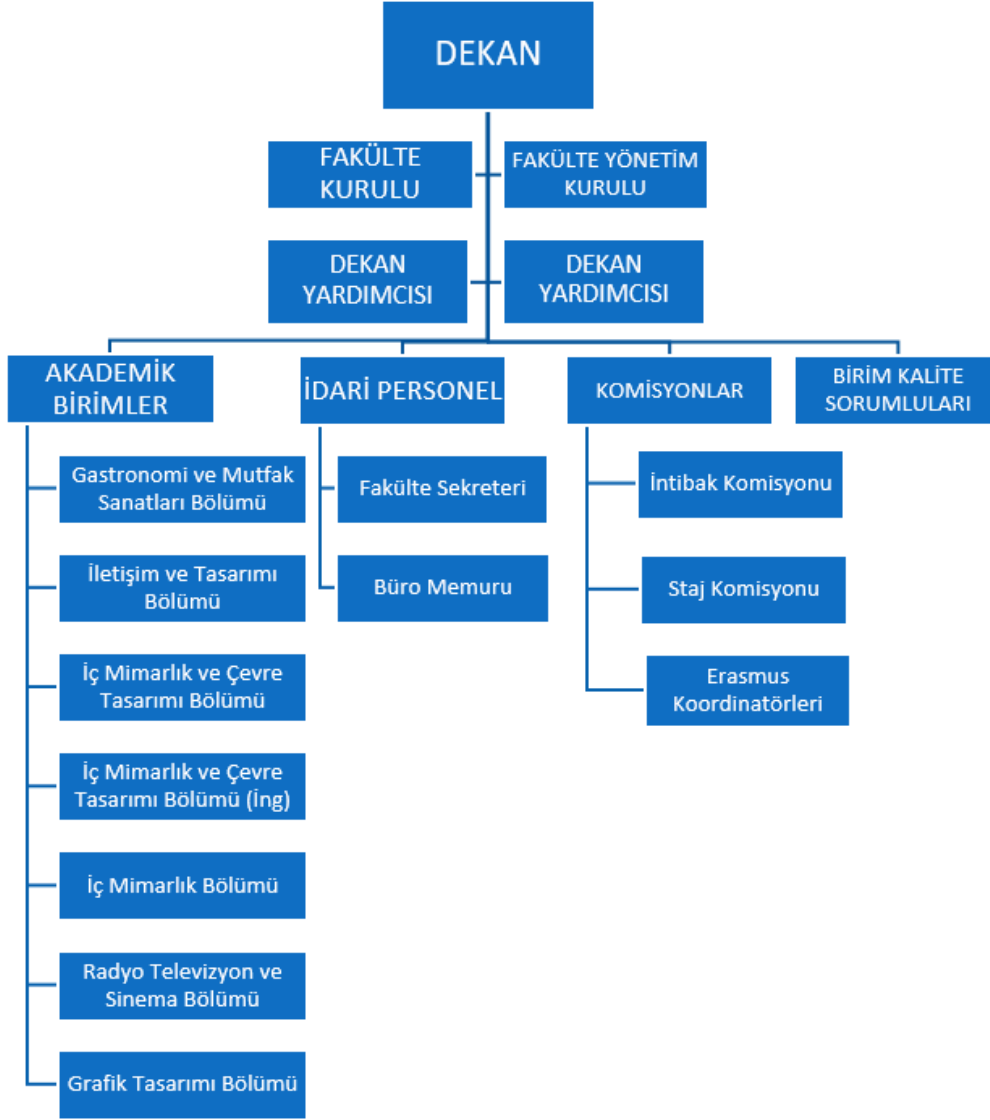 DEKAN
FAKÜLTE
KURULU
FAKÜLTE YÖNETİM
KURULU
DEKAN
YARDIMCISI
DEKAN
YARDIMCISI
AKADEMİK
BİRİMLER
Gastronomi ve Mutfak
Sanatları Bölümü
İletişim ve Tasarımı
Bölümü
İç Mimarlık ve Çevre
Tasarımı Bölümü
İç Mimarlık ve Çevre
Tasarımı Bölümü (İng)
İç Mimarlık Bölümü
Radyo Televizyon ve
Sinema Bölümü
Grafik Tasarımı Bölümü
İDARİ PERSONEL
Fakülte Sekreteri
Büro Memuru
KOMİSYONLAR
İntibak Komisyonu
Staj Komisyonu
Erasmus
Koordinatörleri
BİRİM KALİTE
SORUMLULARI